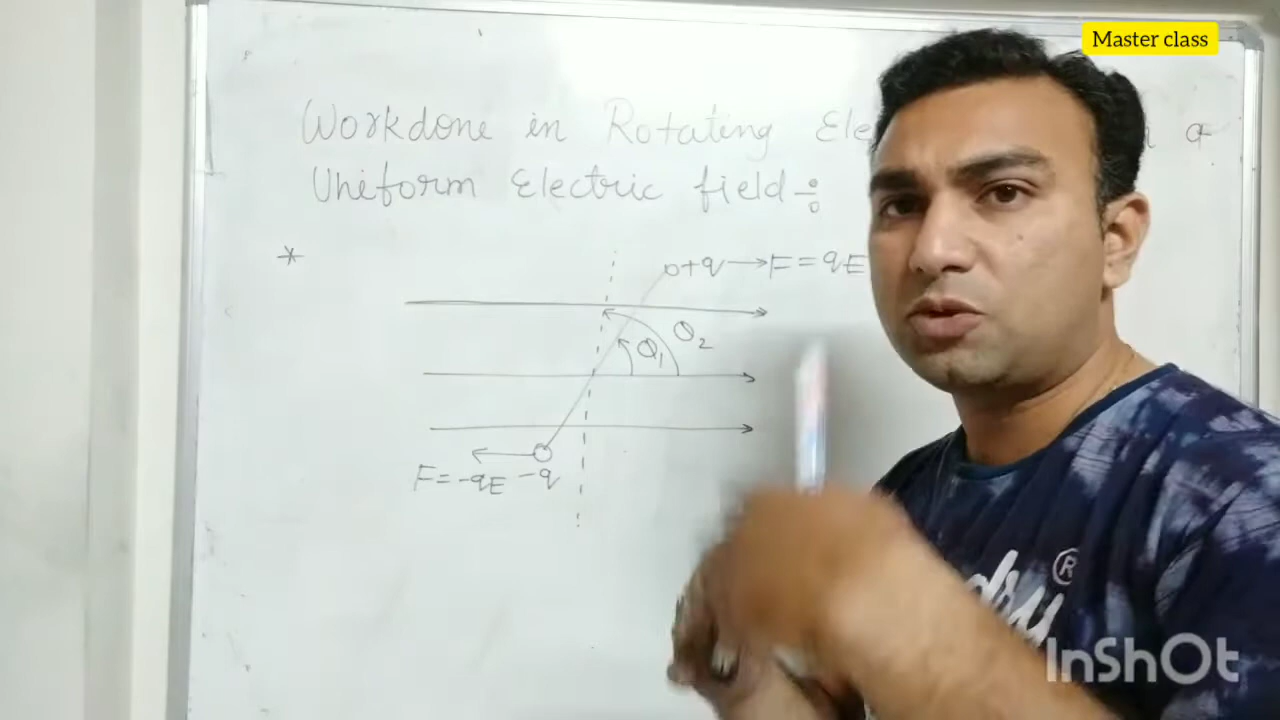 Master class
Workdone in Rotating Ele
a
Uniform Electric field÷
*
+q → F = qE
θ2
θ1
F = -qE -q
®
InShOt